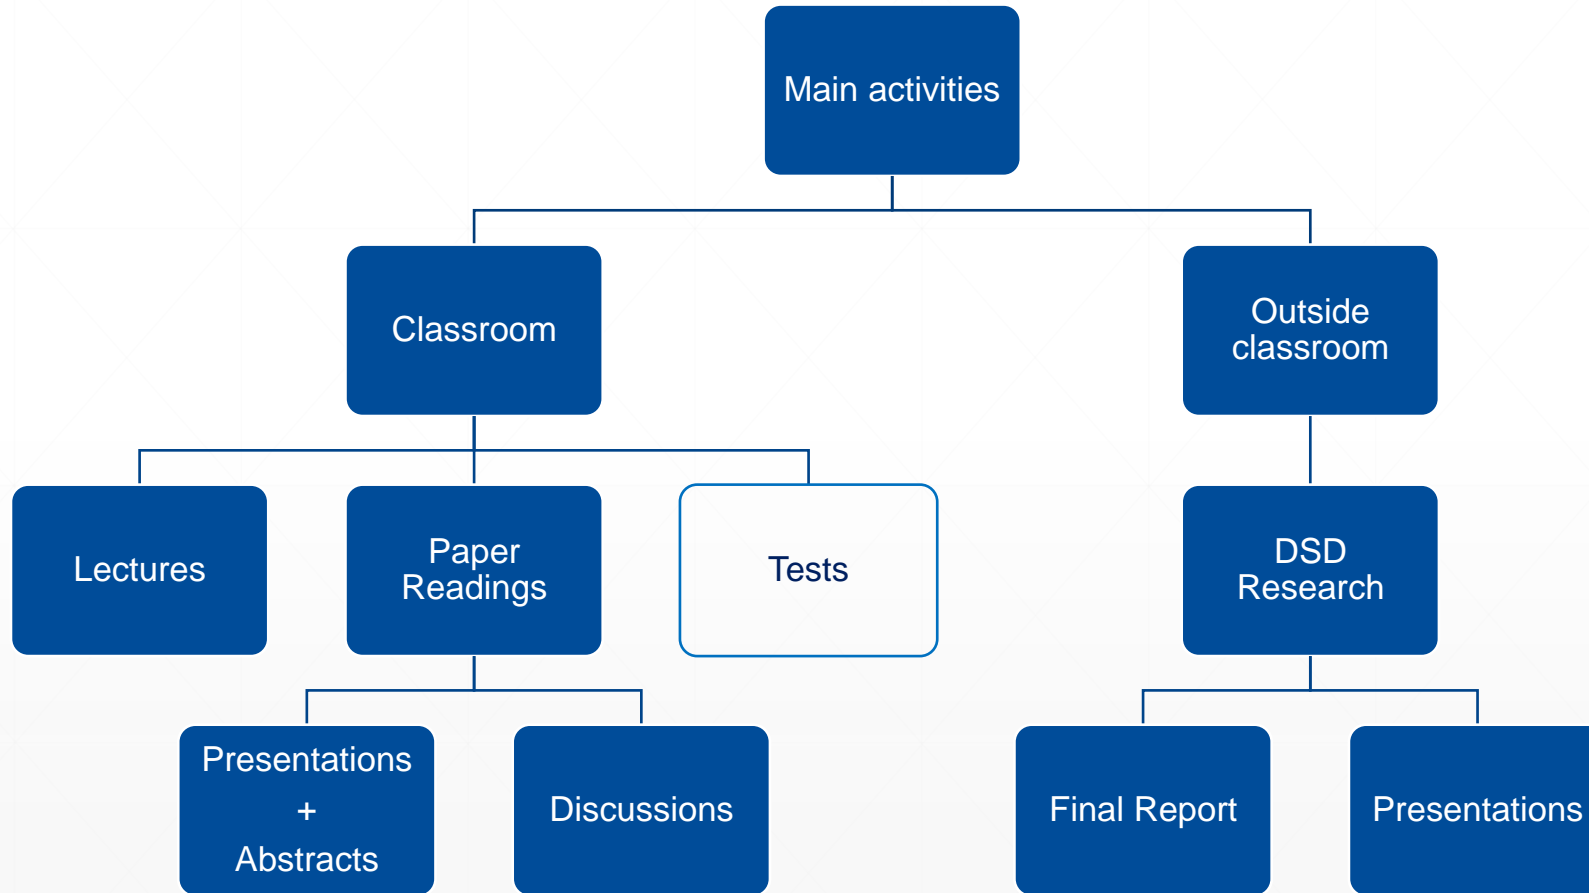 Main activities
Classroom
Outside
classroom
Lectures
Paper
Readings
Tests
DSD
Research
Presentations
+
Abstracts
Discussions
Final Report
Presentations